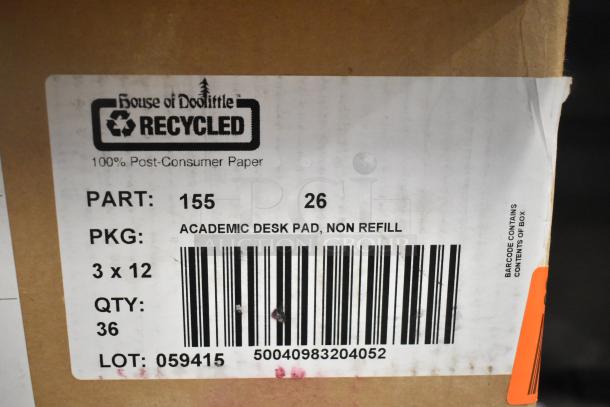 House of Doolittle
RECYCLED
100% Post-Consumer Paper
PART: 155 26
ACADEMIC DESK PAD, NON REFILL
PKG:
3 x 12
QTY:
36
LOT: 059415
50040983204052
BARCODE CONTAINS
CONTENTS OF BOX